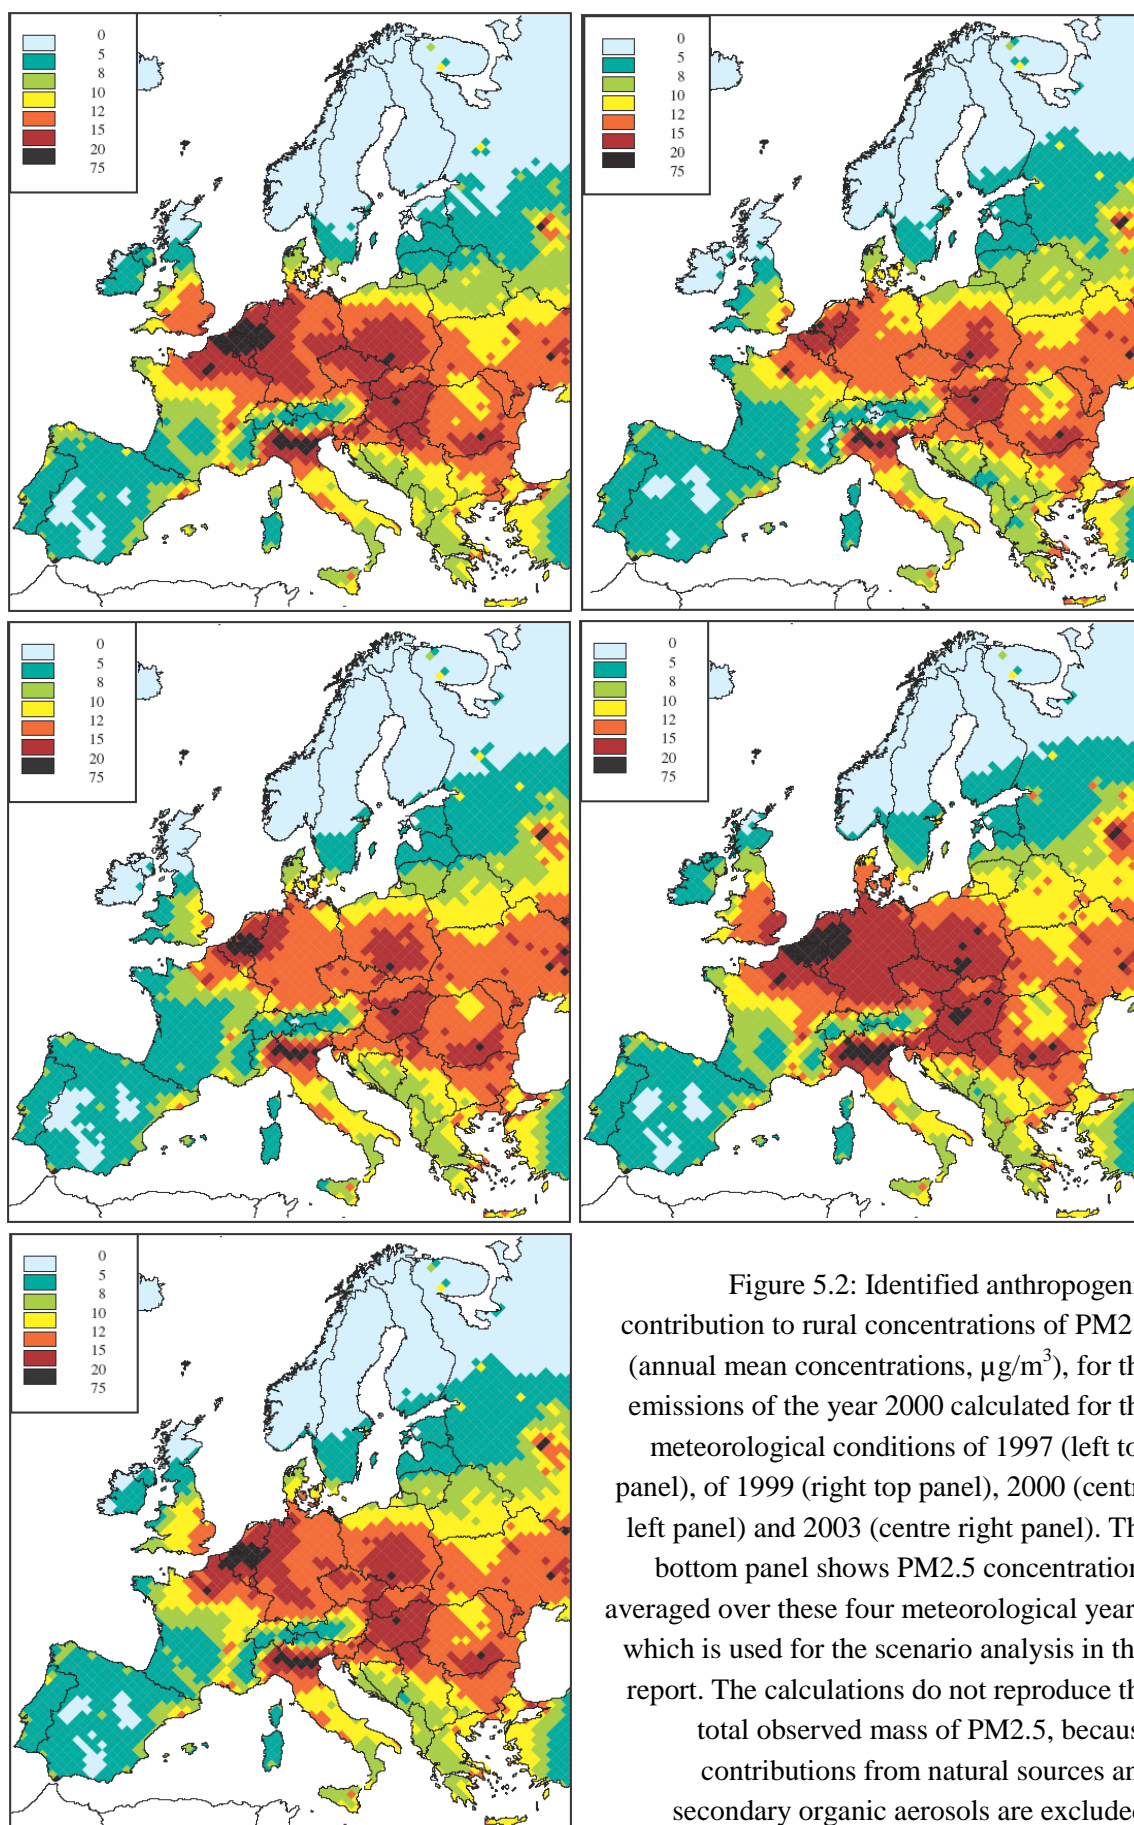 0
5
8
10
12
15
20
75
0
5
8
10
12
15
20
75
0
5
8
10
12
15
20
75
0
5
8
10
12
15
20
75
0
5
8
10
12
15
20
75
Figure 5.2: Identified anthropogeni
contribution to rural concentrations of PM2.
(annual mean concentrations, µg/m³), for th
emissions of the year 2000 calculated for th
meteorological conditions of 1997 (left to
panel), of 1999 (right top panel), 2000 (centr
left panel) and 2003 (centre right panel). Th
bottom panel shows PM2.5 concentration
averaged over these four meteorological year
which is used for the scenario analysis in th
report. The calculations do not reproduce th
total observed mass of PM2.5, becaus
contributions from natural sources an
secondary organic aerosols are excluded